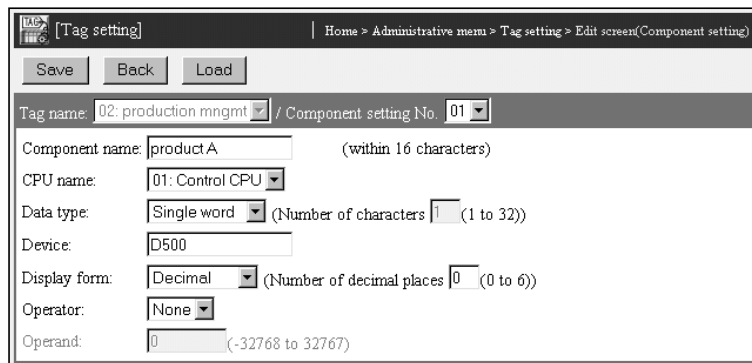 TAG
[Tag setting]
Home > Administrative menu > Tag setting > Edit screen(Component setting)
Save Back Load
Tag name: 02: production mngmt / Component setting No. 01
Component name: product A (within 16 characters)
CPU name: 01: Control CPU
Data type: Single word (Number of characters 1 (1 to 32))
Device: D500
Display form: Decimal (Number of decimal places 0 (0 to 6))
Operator: None
Operand: 0 (-32768 to 32767)